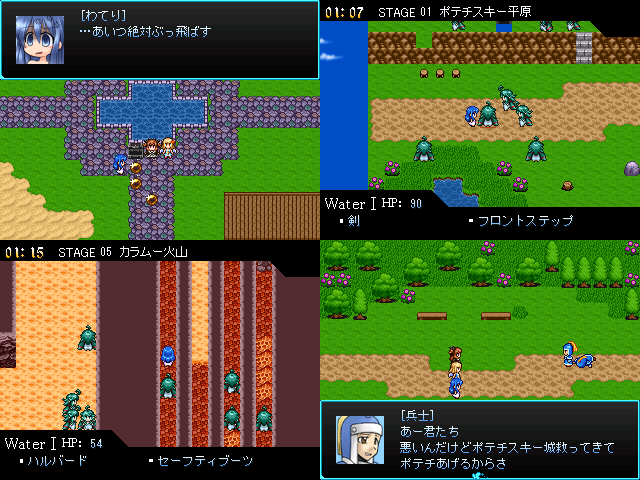 [わてり]
…あいつ絶対ぶっ飛ばす
01:07 STAGE 01 ポテチスキー平原
Water I HP: 90
・剣 ・フロントステップ
01:15 STAGE 05 カラムー火山
Water I HP: 54
・ハルバード ・セーフティブーツ
[兵士]
あー君たち
悪いんだけどポテチスキー城救ってきて
ポテチあげるからさ